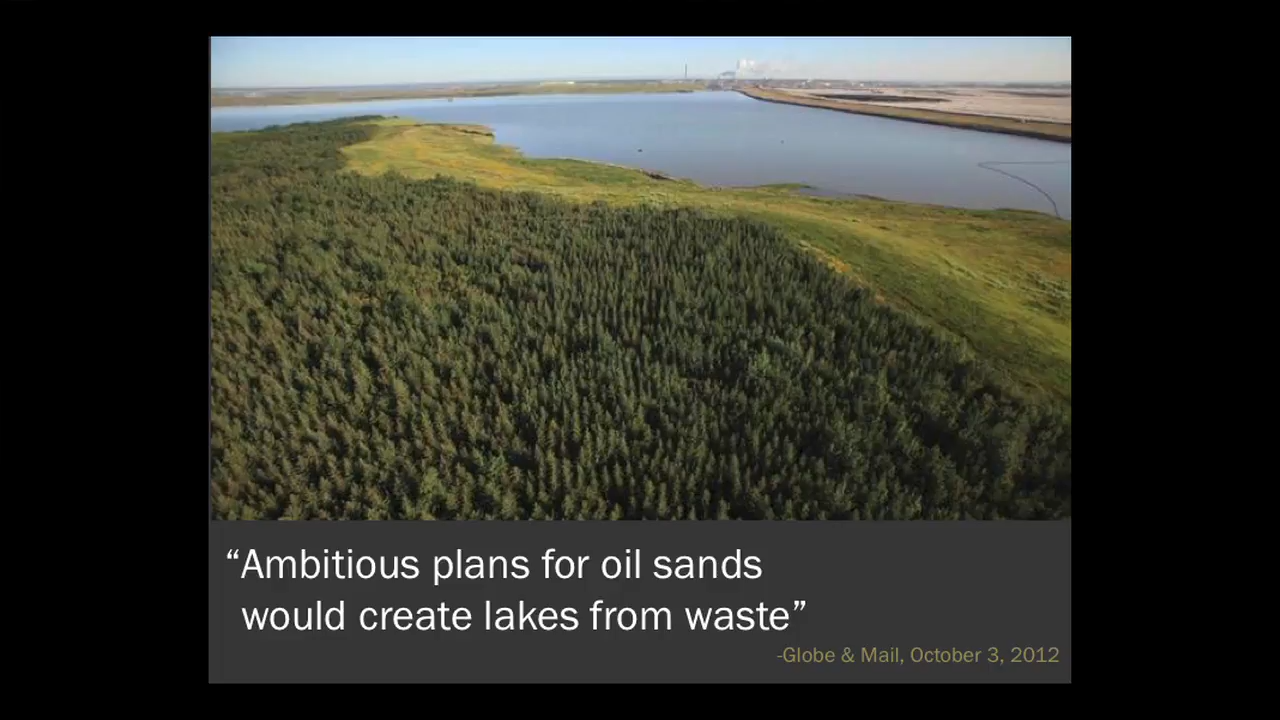 “Ambitious plans for oil sands
would create lakes from waste”
-Globe & Mail, October 3, 2012